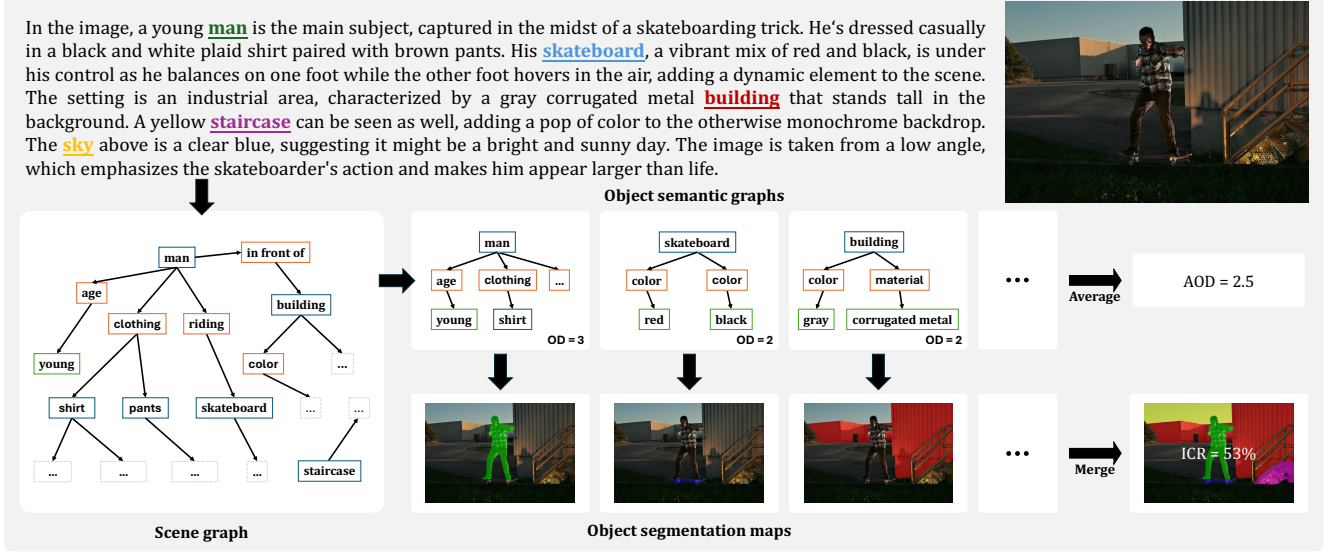 In the image, a young man is the main subject, captured in the midst of a skateboarding trick. He‘s dressed casually
in a black and white plaid shirt paired with brown pants. His skateboard, a vibrant mix of red and black, is under
his control as he balances on one foot while the other foot hovers in the air, adding a dynamic element to the scene.
The setting is an industrial area, characterized by a gray corrugated metal building that stands tall in the
background. A yellow staircase can be seen as well, adding a pop of color to the otherwise monochrome backdrop.
The sky above is a clear blue, suggesting it might be a bright and sunny day. The image is taken from a low angle,
which emphasizes the skateboarder's action and makes him appear larger than life.
Object semantic graphs
man
in front of
age
building
clothing
riding
young
color
...
shirt
pants
skateboard
...
...
...
...
...
...
staircase
Scene graph
man
age
clothing
...
young
shirt
OD = 3
skateboard
color
color
red
black
OD = 2
building
color
material
gray
corrugated metal
OD = 2
...
Average
AOD = 2.5
...
Merge
ICR = 53%
Object segmentation maps